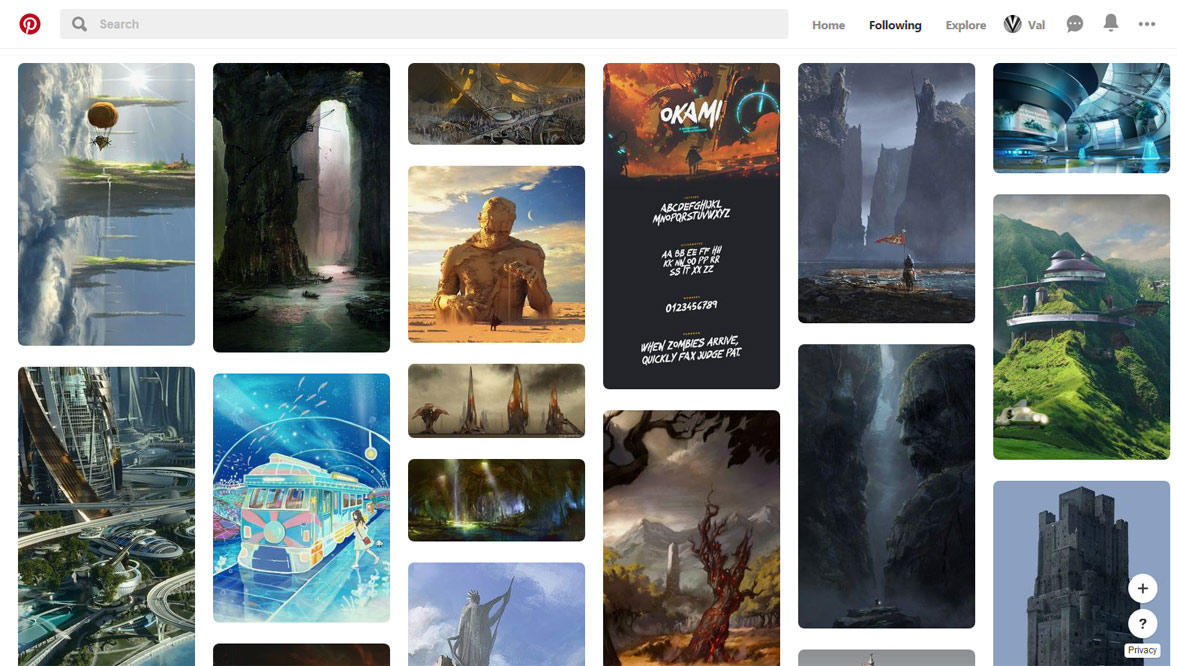 Search
Home
Following
Explore
Val
OKAMI
ABCDEFGHIJKL
MNOPQRSTUVWXYZ
AA BB EE FF HH
KK NN OO PP RR
SS TT XX ZZ
0123456789
WHEN ZOMBIES ARRIVE,
QUICKLY FAX JUDGE PAT.
+
?
Privacy